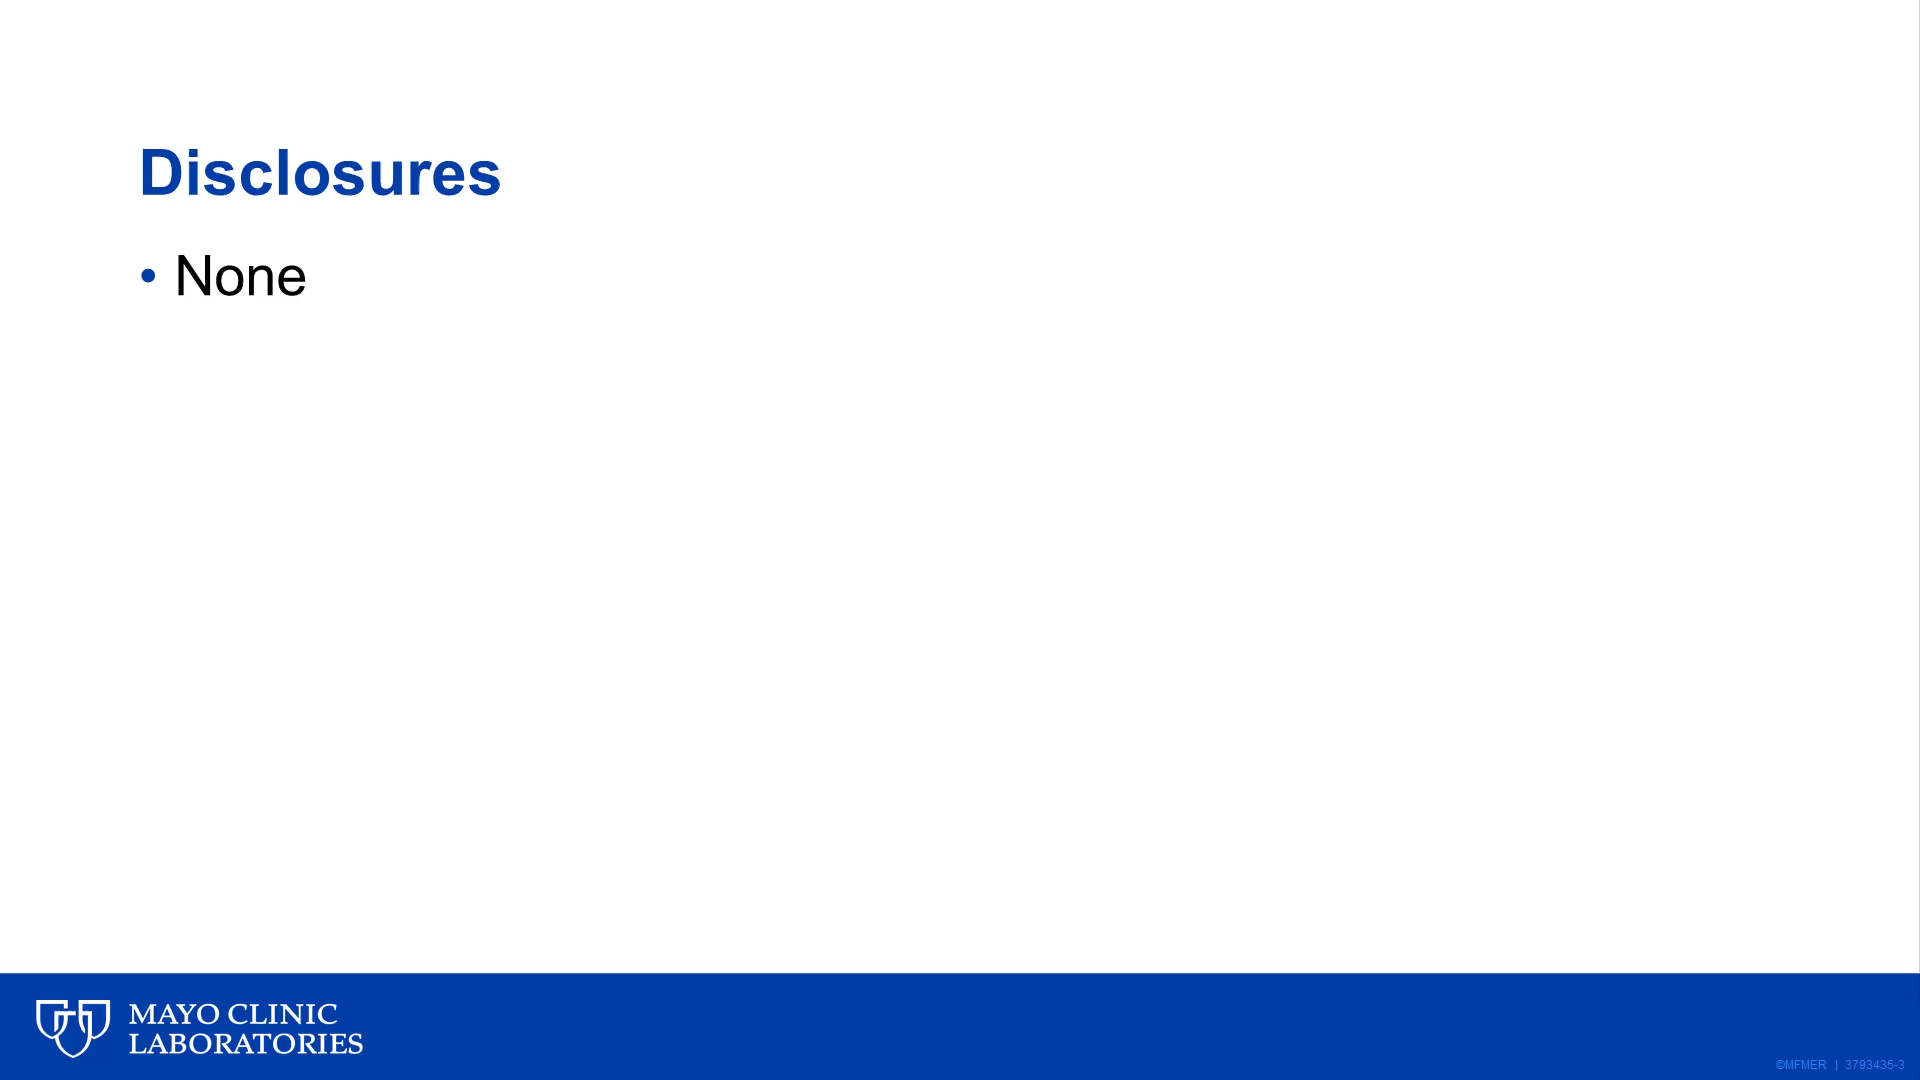 Disclosures
• None
MAYO CLINIC
LABORATORIES
©MFMER | 3793435-3